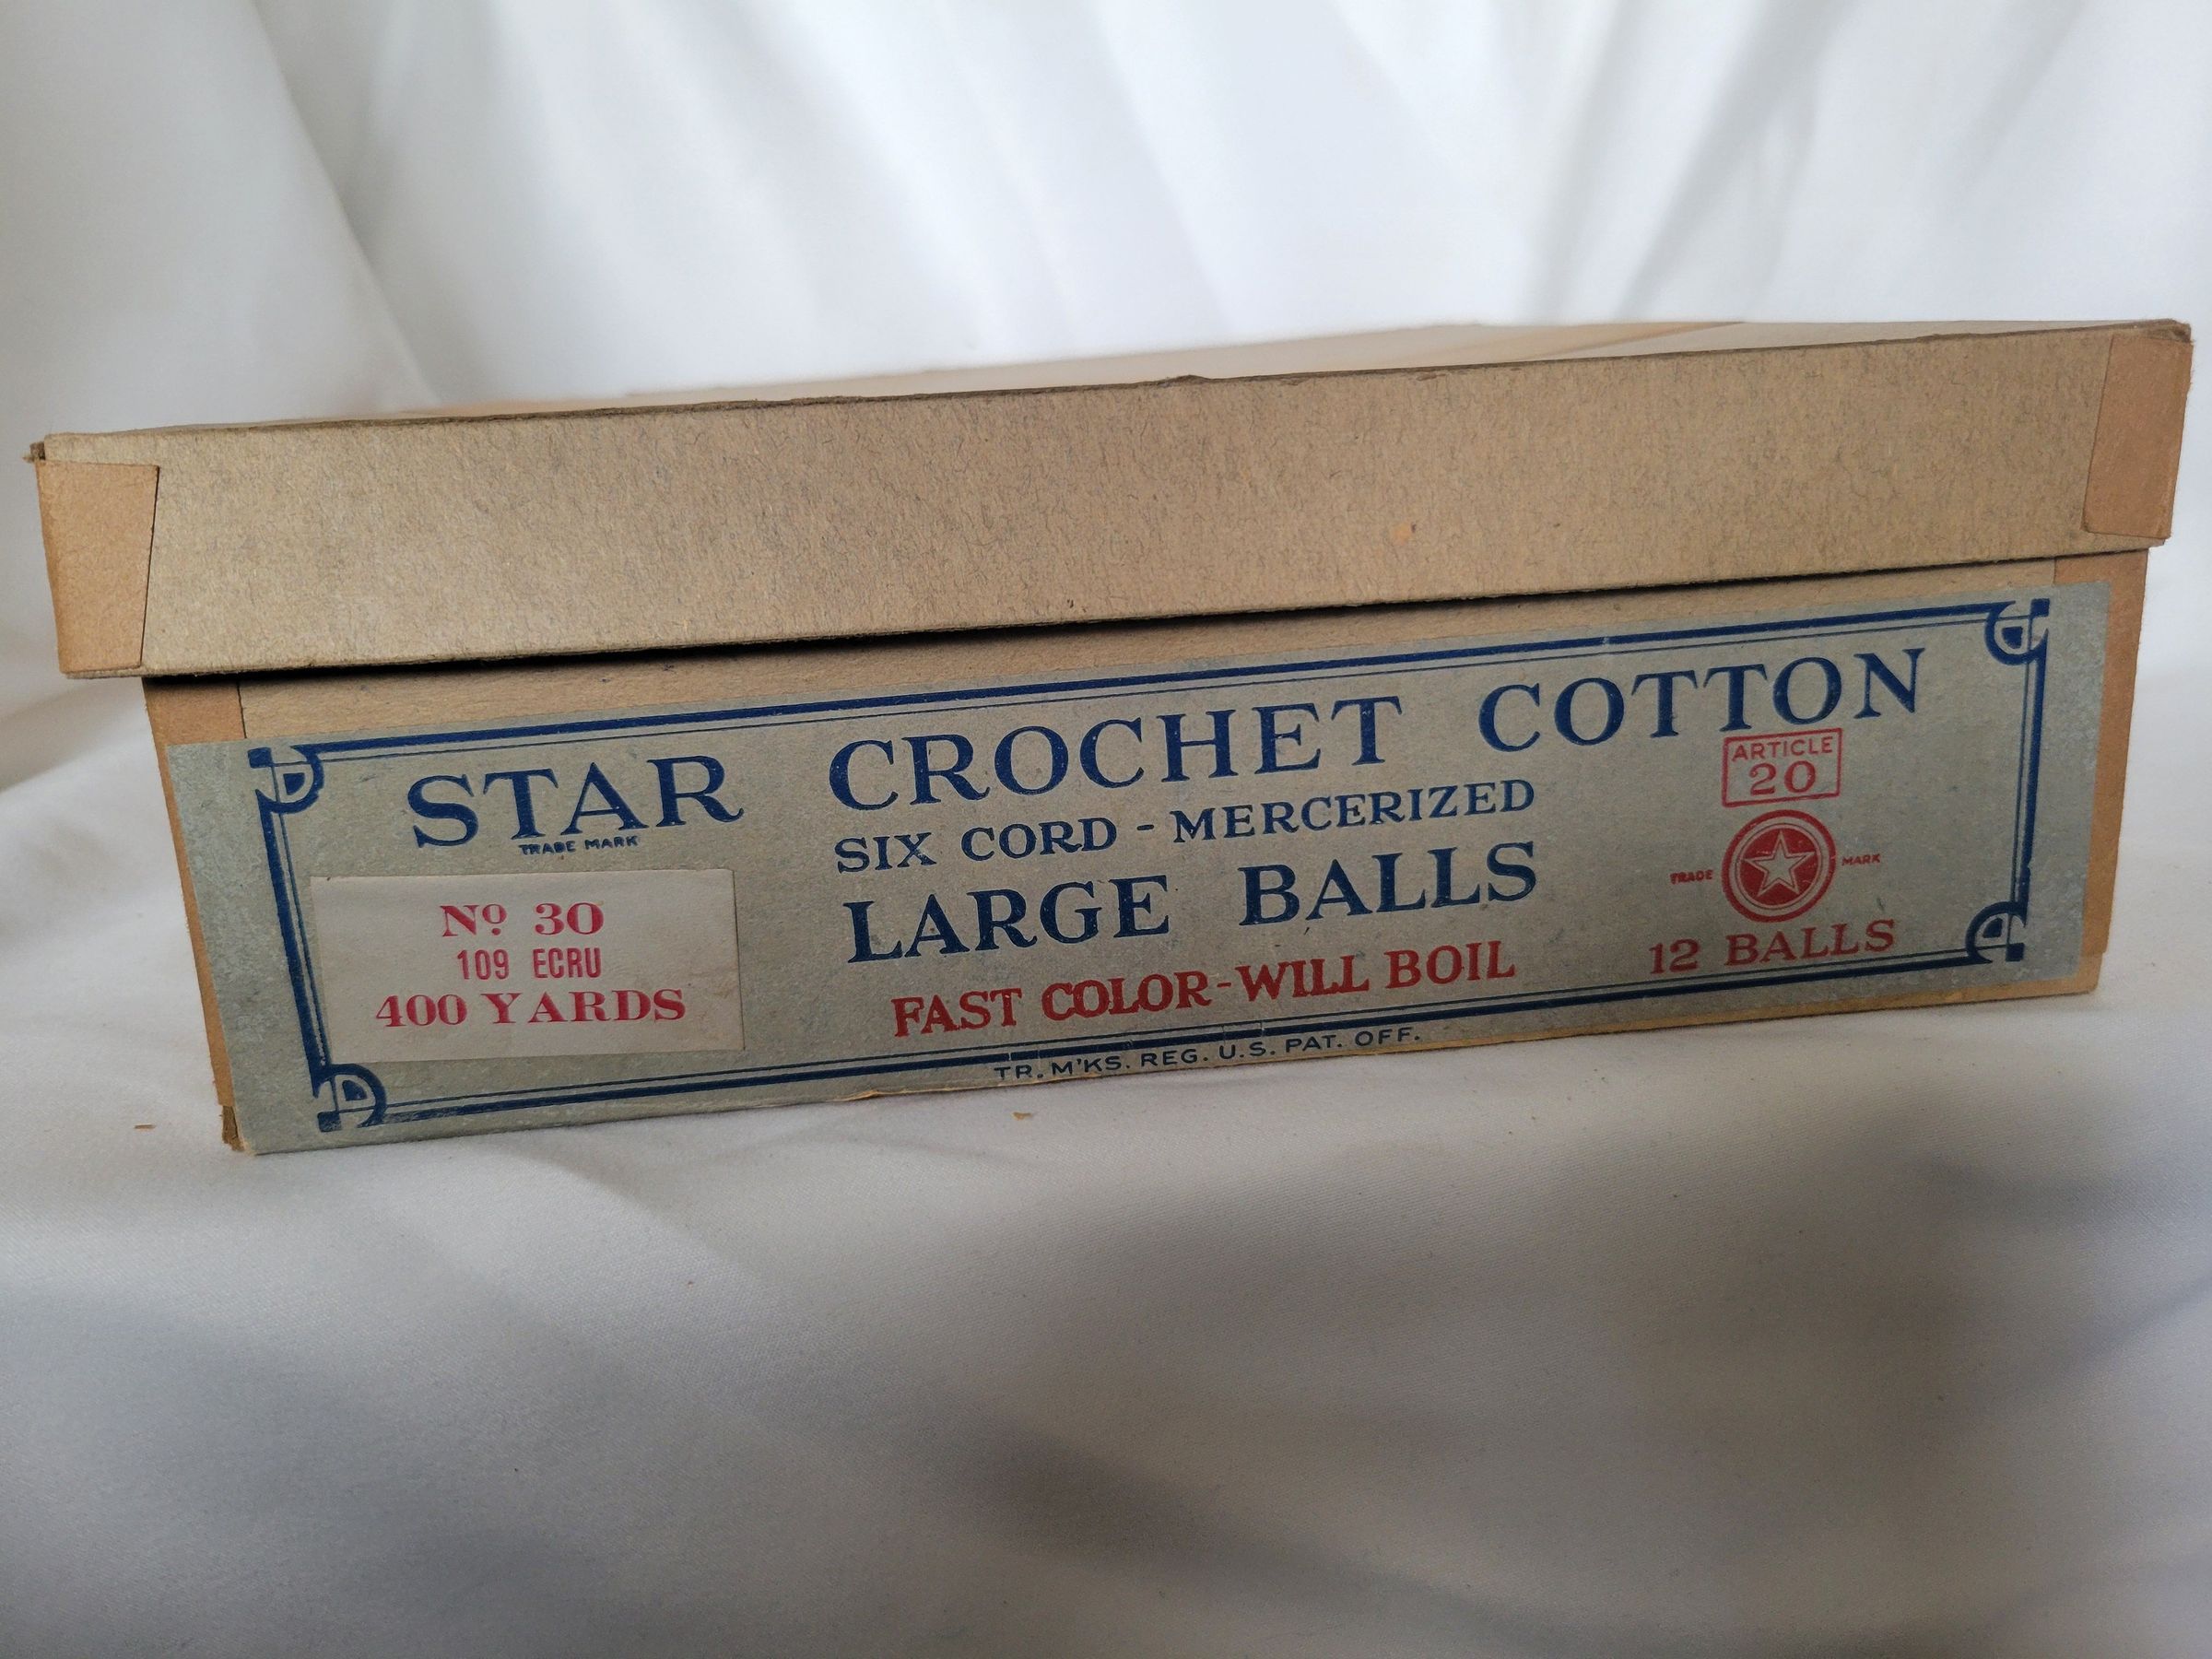 STAR CROCHET COTTON
TRADE MARK
SIX CORD - MERCERIZED
LARGE BALLS
FAST COLOR - WILL BOIL
Nº 30
109 ECRU
400 YARDS
ARTICLE
20
TRADE MARK
12 BALLS
TR. M'KS. REG. U.S. PAT. OFF.